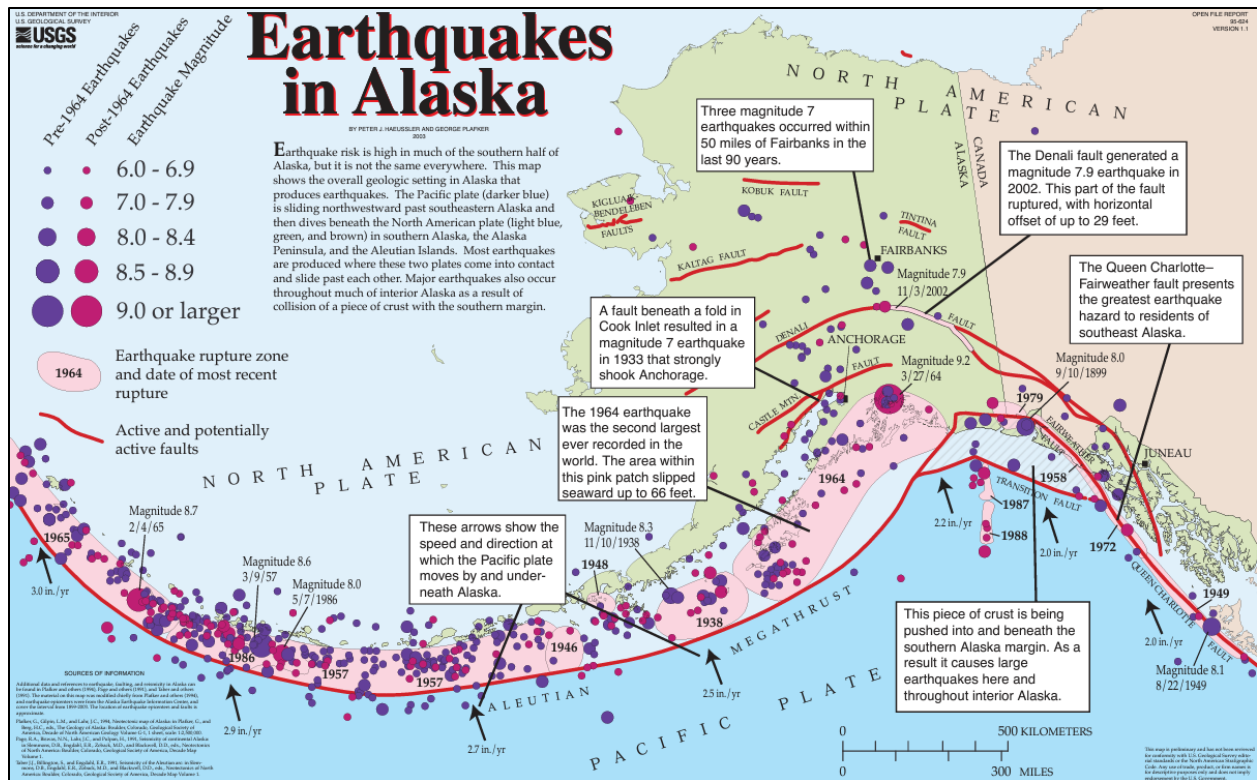 U.S. DEPARTMENT OF THE INTERIOR
U.S. GEOLOGICAL SURVEY
USGS
science for a changing world
OPEN FILE REPORT
95-624
VERSION 1.1
Earthquakes
in Alaska
BY PETER J. HAEUSSLER AND GEORGE PLAFKER
2003
Earthquake risk is high in much of the southern half of
Alaska, but it is not the same everywhere. This map
shows the overall geologic setting in Alaska that
produces earthquakes. The Pacific plate (darker blue)
is sliding northwestward past southeastern Alaska and
then dives beneath the North American plate (light blue,
green, and brown) in southern Alaska, the Alaska
Peninsula, and the Aleutian Islands. Most earthquakes
are produced where these two plates come into contact
and slide past each other. Major earthquakes also occur
throughout much of interior Alaska as a result of
collision of a piece of crust with the southern margin.
Pre-1964 Earthquakes
Post-1964 Earthquakes
Earthquake Magnitude
6.0 - 6.9
7.0 - 7.9
8.0 - 8.4
8.5 - 8.9
9.0 or larger
1964
Earthquake rupture zone
and date of most recent
rupture
Active and potentially
active faults
NORTH AMERICAN
PLATE
CANADA
ALASKA
Three magnitude 7
earthquakes occurred within
50 miles of Fairbanks in the
last 90 years.
The Denali fault generated a
magnitude 7.9 earthquake in
2002. This part of the fault
ruptured, with horizontal
offset of up to 29 feet.
The Queen Charlotte–
Fairweather fault presents
the greatest earthquake
hazard to residents of
southeast Alaska.
KOBUK FAULT
KIGLUAIK
BENDELEBEN
FAULTS
TINTINA
FAULT
KALTAG FAULT
FAIRBANKS
Magnitude 7.9
11/3/2002
A fault beneath a fold in
Cook Inlet resulted in a
magnitude 7 earthquake
in 1933 that strongly
shook Anchorage.
DENALI
FAULT
ANCHORAGE
CASTLE MTN.
FAULT
Magnitude 9.2
3/27/64
Magnitude 8.0
9/10/1899
1979
FAIRWEATHER
FAULT
JUNEAU
The 1964 earthquake
was the second largest
ever recorded in the
world. The area within
this pink patch slipped
seaward up to 66 feet.
1964
1958
TRANSITION FAULT
1987
1988
1972
2.2 in./yr
2.0 in./yr
NORTH AMERICAN
PLATE
1965
Magnitude 8.7
2/4/65
3.0 in./yr
Magnitude 8.6
3/9/57
Magnitude 8.0
5/7/1986
These arrows show the
speed and direction at
which the Pacific plate
moves by and under-
neath Alaska.
Magnitude 8.3
11/10/1938
1948
1938
1946
1986
1957
1957
2.9 in./yr
2.7 in./yr
2.5 in./yr
ALEUTIAN MEGATHRUST
PACIFIC PLATE
This piece of crust is being
pushed into and beneath the
southern Alaska margin. As a
result it causes large
earthquakes here and
throughout interior Alaska.
QUEEN CHARLOTTE
FAULT
1949
2.0 in./yr
Magnitude 8.1
8/22/1949
0 500 KILOMETERS
0 300 MILES
SOURCES OF INFORMATION